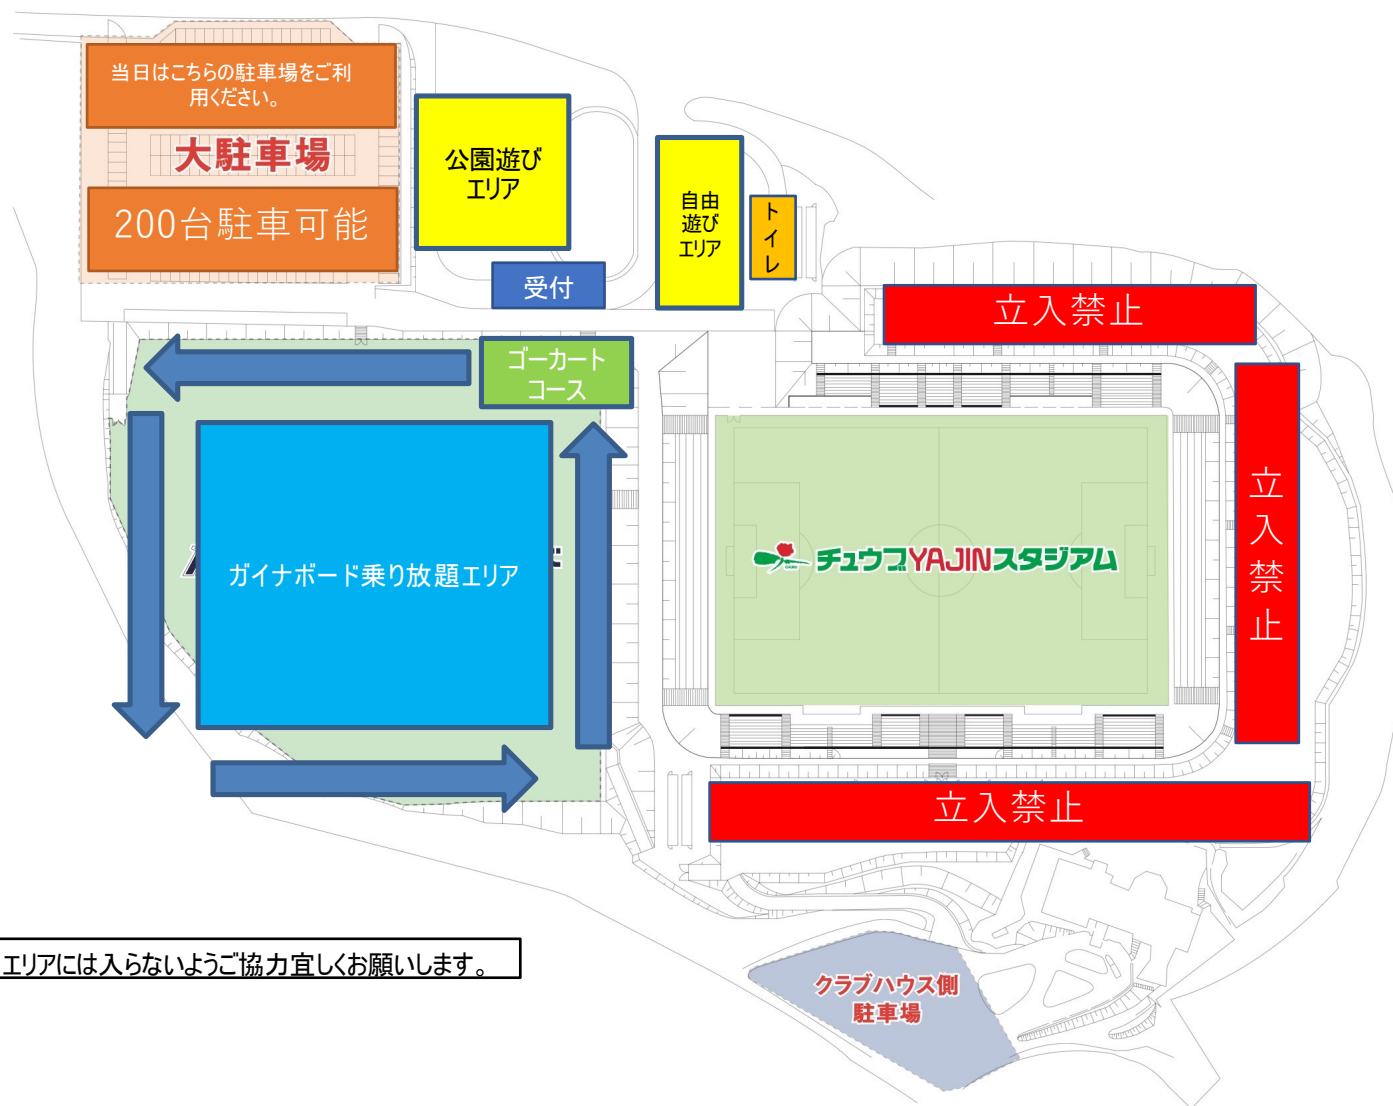 当日はこちらの駐車場をご利
用ください。
大駐車場
200台駐車可能
公園遊び
エリア
自由
遊び
エリア
トイレ
受付
立入禁止
ゴーカート
コース
立入禁止
ガイナボード乗り放題エリア
チュウブYAJINスタジアム
立入禁止
エリアには入らないようご協力宜しくお願いします。
クラブハウス側
駐車場